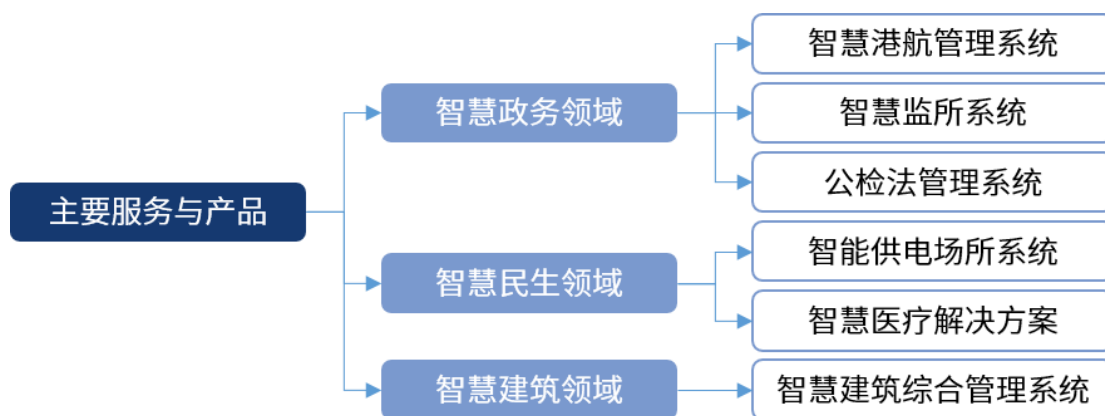 主要服务与产品
智慧政务领域
智慧港航管理系统
智慧监所系统
公检法管理系统
智慧民生领域
智能供电场所系统
智慧医疗解决方案
智慧建筑领域
智慧建筑综合管理系统